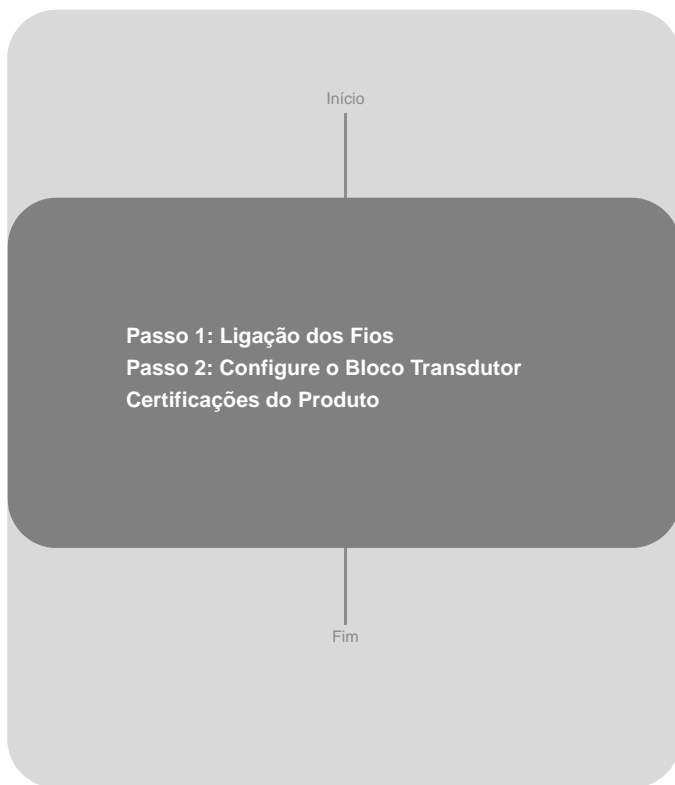 Início
Passo 1: Ligação dos Fios
Passo 2: Configure o Bloco Transdutor
Certificações do Produto
Fim